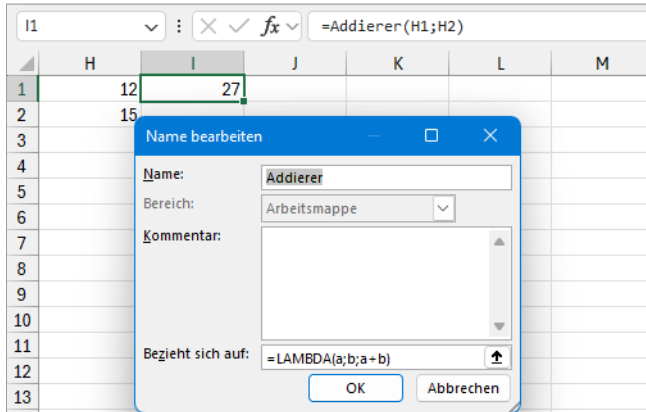 I1
fx
=Addierer(H1;H2)
H I J K L M
1 12 27
2 15
3
Name bearbeiten
4
Name: Addierer
5
Bereich: Arbeitsmappe
6
Kommentar:
7
8
9
10
11
Bezieht sich auf: =LAMBDA(a;b;a+b)
12
OK Abbrechen
13